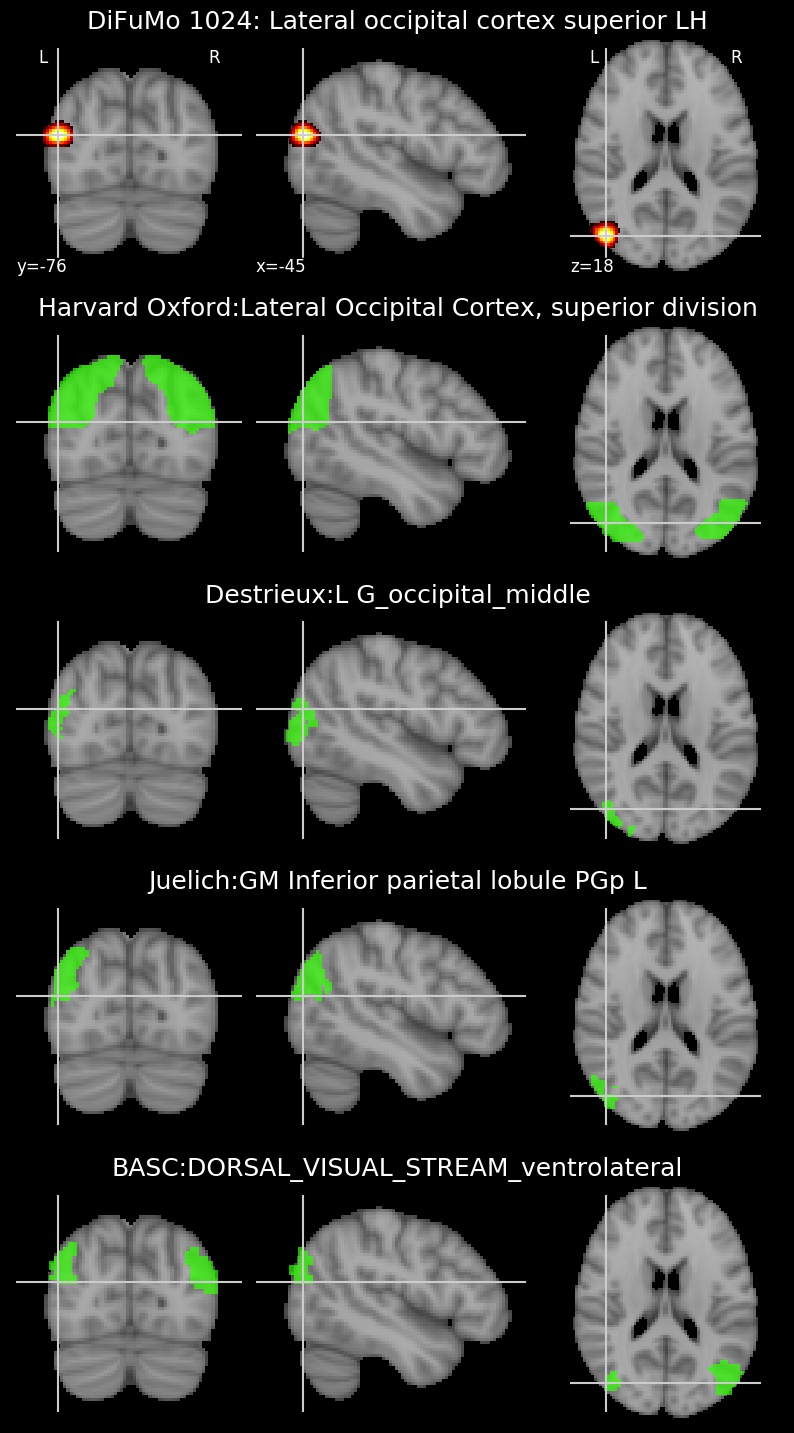 DiFuMo 1024: Lateral occipital cortex superior LH
L R L R
y=-76 x=-45 z=18
Harvard Oxford:Lateral Occipital Cortex, superior division
Destrieux:L G_occipital_middle
Juelich:GM Inferior parietal lobule PGp L
BASC:DORSAL_VISUAL_STREAM_ventrolateral